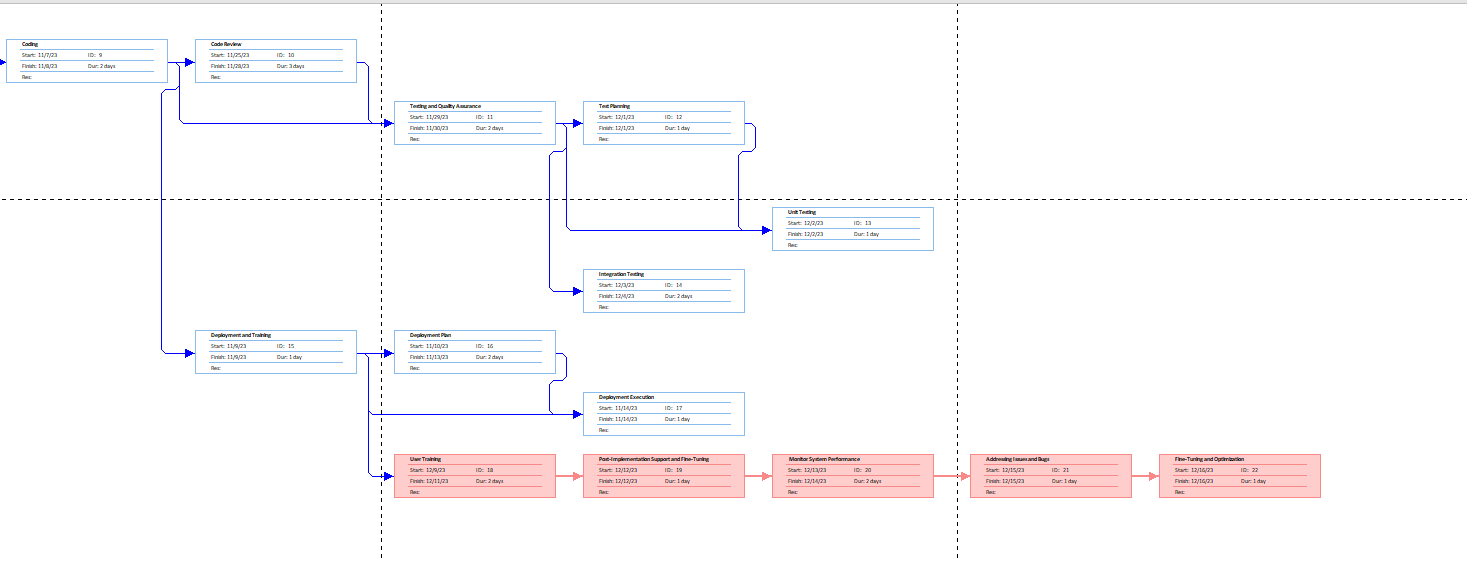 Coding
Start: 11/7/23 ID: 9
Finish: 11/8/23 Dur: 2 days
Res:
Code Review
Start: 11/25/23 ID: 10
Finish: 11/28/23 Dur: 3 days
Res:
Testing and Quality Assurance
Start: 11/29/23 ID: 11
Finish: 11/30/23 Dur: 2 days
Res:
Test Planning
Start: 12/1/23 ID: 12
Finish: 12/1/23 Dur: 1 day
Res:
Unit Testing
Start: 12/2/23 ID: 13
Finish: 12/2/23 Dur: 1 day
Res:
Integration Testing
Start: 12/3/23 ID: 14
Finish: 12/4/23 Dur: 2 days
Res:
Deployment and Training
Start: 11/9/23 ID: 15
Finish: 11/9/23 Dur: 1 day
Res:
Deployment Plan
Start: 11/10/23 ID: 16
Finish: 11/13/23 Dur: 2 days
Res:
Deployment Execution
Start: 11/14/23 ID: 17
Finish: 11/14/23 Dur: 1 day
Res:
User Training
Start: 12/9/23 ID: 18
Finish: 12/11/23 Dur: 2 days
Res:
Post-Implementation Support and Fine-Tuning
Start: 12/12/23 ID: 19
Finish: 12/12/23 Dur: 1 day
Res:
Monitor System Performance
Start: 12/13/23 ID: 20
Finish: 12/14/23 Dur: 2 days
Res:
Addressing Issues and Bugs
Start: 12/15/23 ID: 21
Finish: 12/15/23 Dur: 1 day
Res:
Fine-Tuning and Optimization
Start: 12/16/23 ID: 22
Finish: 12/16/23 Dur: 1 day
Res: